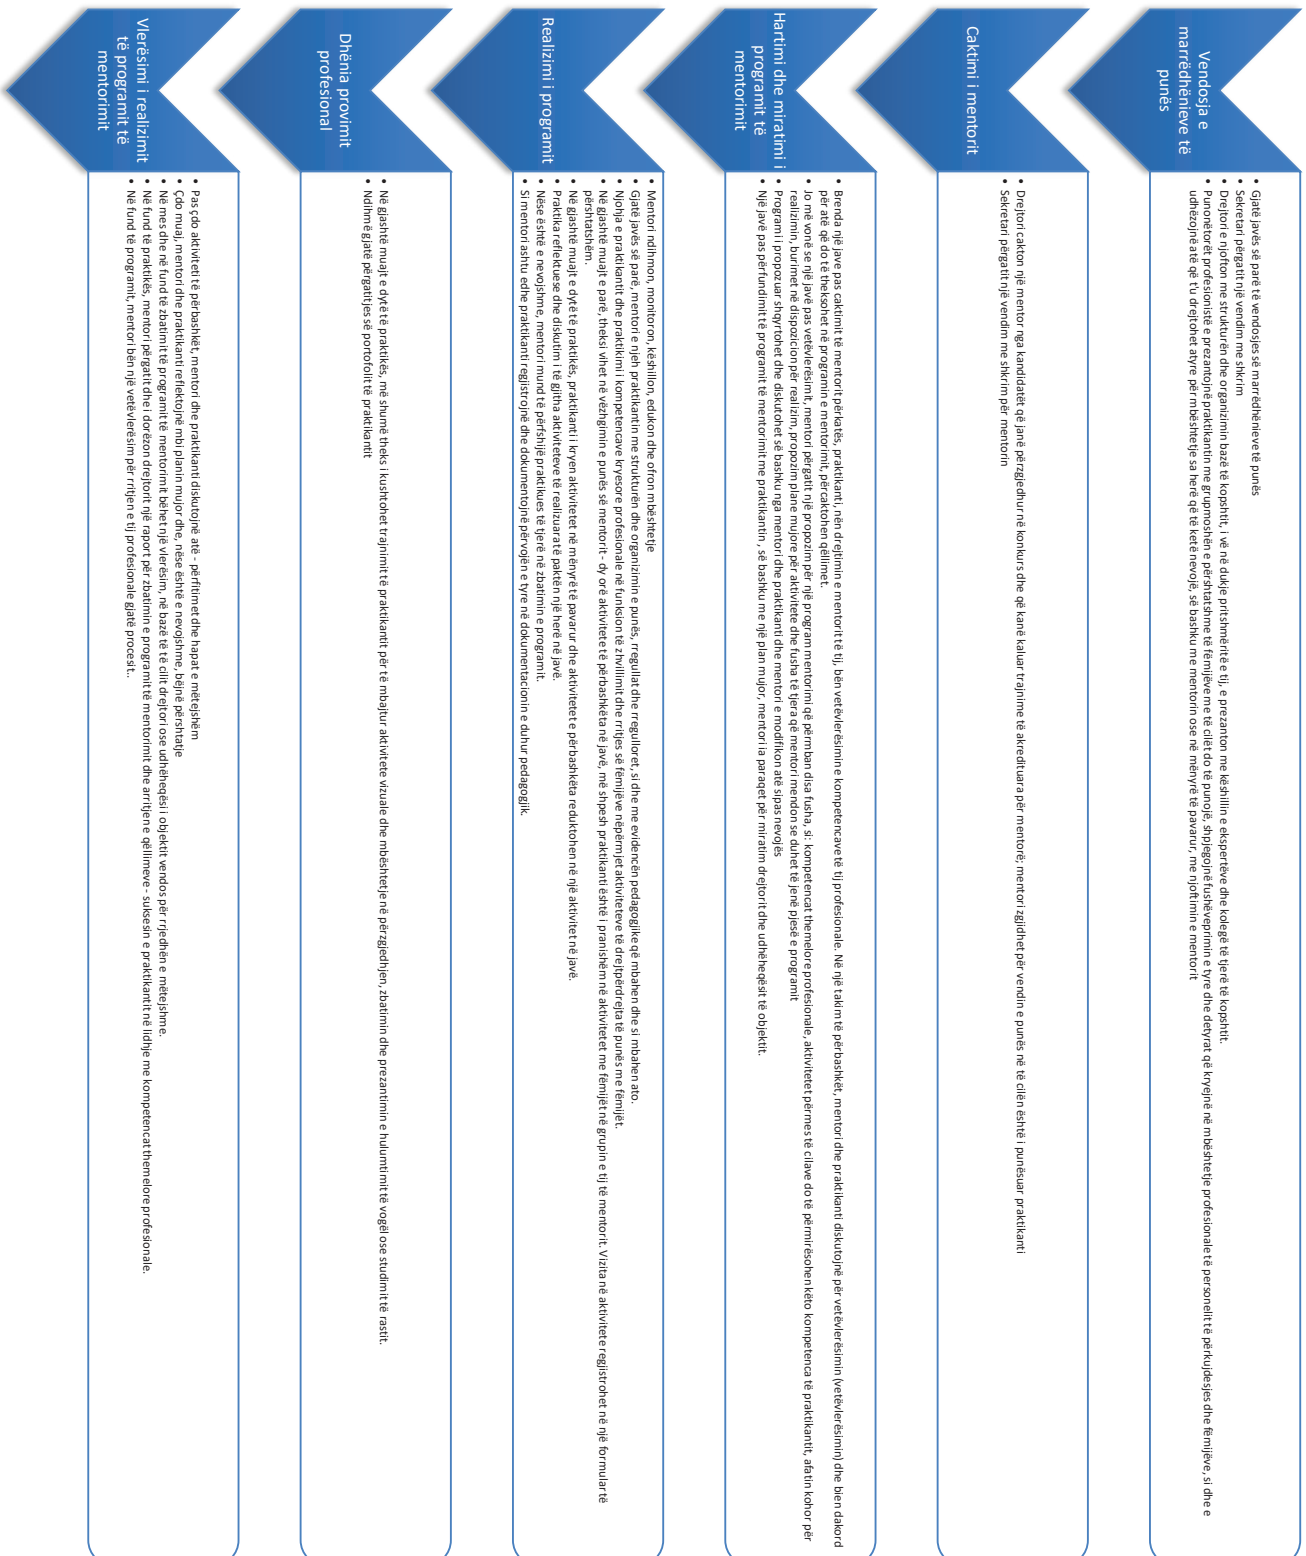 Vendosja e
marrëdhënieve të
punës
• Gjatë javës së parë të vendosjes së marrëdhënieve të punës
• Sekretari përgatit një vendim me shkrim
• Drejtori e njofton me strukturën dhe organizimin bazë të kopshtit, i vë në dukje pritshmëritë e tij, e prezanton me këshillin e ekspertëve dhe kolegë të tjerë të kopshtit.
• Punonëtorët profesionistë e prezantojnë praktikantin me grupmoshën e përshtatshme të fëmijëve me të cilët do të punojë, shpjegojnë fushëveprimin e tyre dhe detyrat që kryejnë në mbështetje profesionale të personelit të përkujdesjes dhe fëmijëve, si dhe e
udhëzojnë atë që t'u drejtohet atyre për mbështetje sa herë që të ketë nevojë, së bashku me mentorin ose në mënyrë të pavarur, me njoftimin e mentorit
Caktimi i mentorit
• Drejtori cakton një mentor nga kandidatët që janë përzgjedhur në konkurs dhe që kanë kaluar trajnime të akredituara për mentorë; mentori zgjidhet për vendin e punës në të cilën është i punësuar praktikanti
• Sekretari përgatit një vendim me shkrim për mentorin
Hartimi dhe miratimi i
programit të
mentorimit
• Brenda një jave pas caktimit të mentorit përkatës, praktikanti, nën drejtimin e mentorit të tij, bën vetëvlerësimin e kompetencave të tij profesionale. Në një takim të përbashkët, mentori dhe praktikanti diskutojnë për vetëvlerësimin (vetëvlerësimin) dhe bien dakord
për atë që do të theksohet në programin e mentorimit, përcaktohen qëllimet.
• Jo më vonë se një javë pas vetëvlerësimit, mentori përgatit një propozim për një program mentorimi që përmban disa fusha, si: kompetencat themelore profesionale, aktivitetet përmes të cilave do të përmirësohen këto kompetenca të praktikantit, afatin kohor për
realizimin, burimet në dispozicion për realizim, propozim plane mujore për aktivitete dhe fusha të tjera që mentori mendon se duhet të jenë pjesë e programit
• Programi i propozuar shqyrtohet dhe diskutohet së bashku nga mentori dhe praktikanti dhe mentori e modifikon atë sipas nevojës
• Një javë pas përfundimit të programit të mentorimit me praktikantin , së bashku me një plan mujor, mentori ia paraqet për miratim drejtorit dhe udhëheqësit të objektit.
Realizimi i programit
• Mentori ndihmon, monitoron, këshillon, edukon dhe ofron mbështetje
• Gjatë javës së parë, mentori e njeh praktikantin me strukturën dhe organizimin e punës, rregullat dhe rregulloret, si dhe me evidencën pedagogjike që mbahen dhe si mbahen ato.
• Njohja e praktikantit dhe praktikimi i kompetencave kryesore profesionale në funksion të zhvillimit dhe rritjes së fëmijëve nëpërmjet aktiviteteve të drejtpërdrejta të punës me fëmijët.
• Në gjashtë muajt e parë, theksi vihet në vëzhgimin e punës së mentorit - dy orë aktivitete të përbashkëta në javë, më shpesh praktikanti është i pranishëm në aktivitetet me fëmijët në grupin e tij të mentorit. Vizita në aktivitete regjistrohet në një formular të
përshtatshëm.
• Në gjashtë muajt e dytë të praktikës, praktikanti i kryen aktivitetet në mënyrë të pavarur dhe aktivitetet e përbashkëta reduktohen në një aktivitet në javë.
• Praktika reflektuese dhe diskutim i të gjitha aktiviteteve të realizuara të paktën një herë në javë.
• Nëse është e nevojshme, mentori mund të përfshijë praktikues të tjerë në zbatimin e programit.
• Si mentori ashtu edhe praktikanti regjistrojnë dhe dokumentojnë përvojën e tyre në dokumentacionin e duhur pedagogjik.
Dhënia provimit
profesional
• Në gjashtë muajt e dytë të praktikës, më shumë theks i kushtohet trajnimit të praktikantit për të mbajtur aktivitete vizuale dhe mbështetje në përzgjedhjen, zbatimin dhe prezantimin e hulumtimit të vogël ose studimit të rastit.
• Ndihmë gjatë përgatitjes së portofolit të praktikantit
Vlerësimi i realizimit
të programit të
mentorimit
• Pas çdo aktiviteti të përbashkët, mentori dhe praktikanti diskutojnë atë - përfitimet dhe hapat e mëtejshëm
• Çdo muaj, mentori dhe praktikanti reflektojnë mbi planin mujor dhe, nëse është e nevojshme, bëjnë përshtatje
• Në mes dhe në fund të zbatimit të programit të mentorimit bëhet një vlerësim, në bazë të të cilit drejtori ose udhëheqësi i objektit vendos për rrjedhën e mëtejshme.
• Në fund të praktikës, mentori përgatit dhe i dorëzon drejtorit një raport për zbatimin e programit të mentorimit dhe arritjen e qëllimeve - suksesin e praktikantit në lidhje me kompetencat themelore profesionale.
• Në fund të programit, mentori bën një vetëvlerësim për rritjen e tij profesionale gjatë procesit..